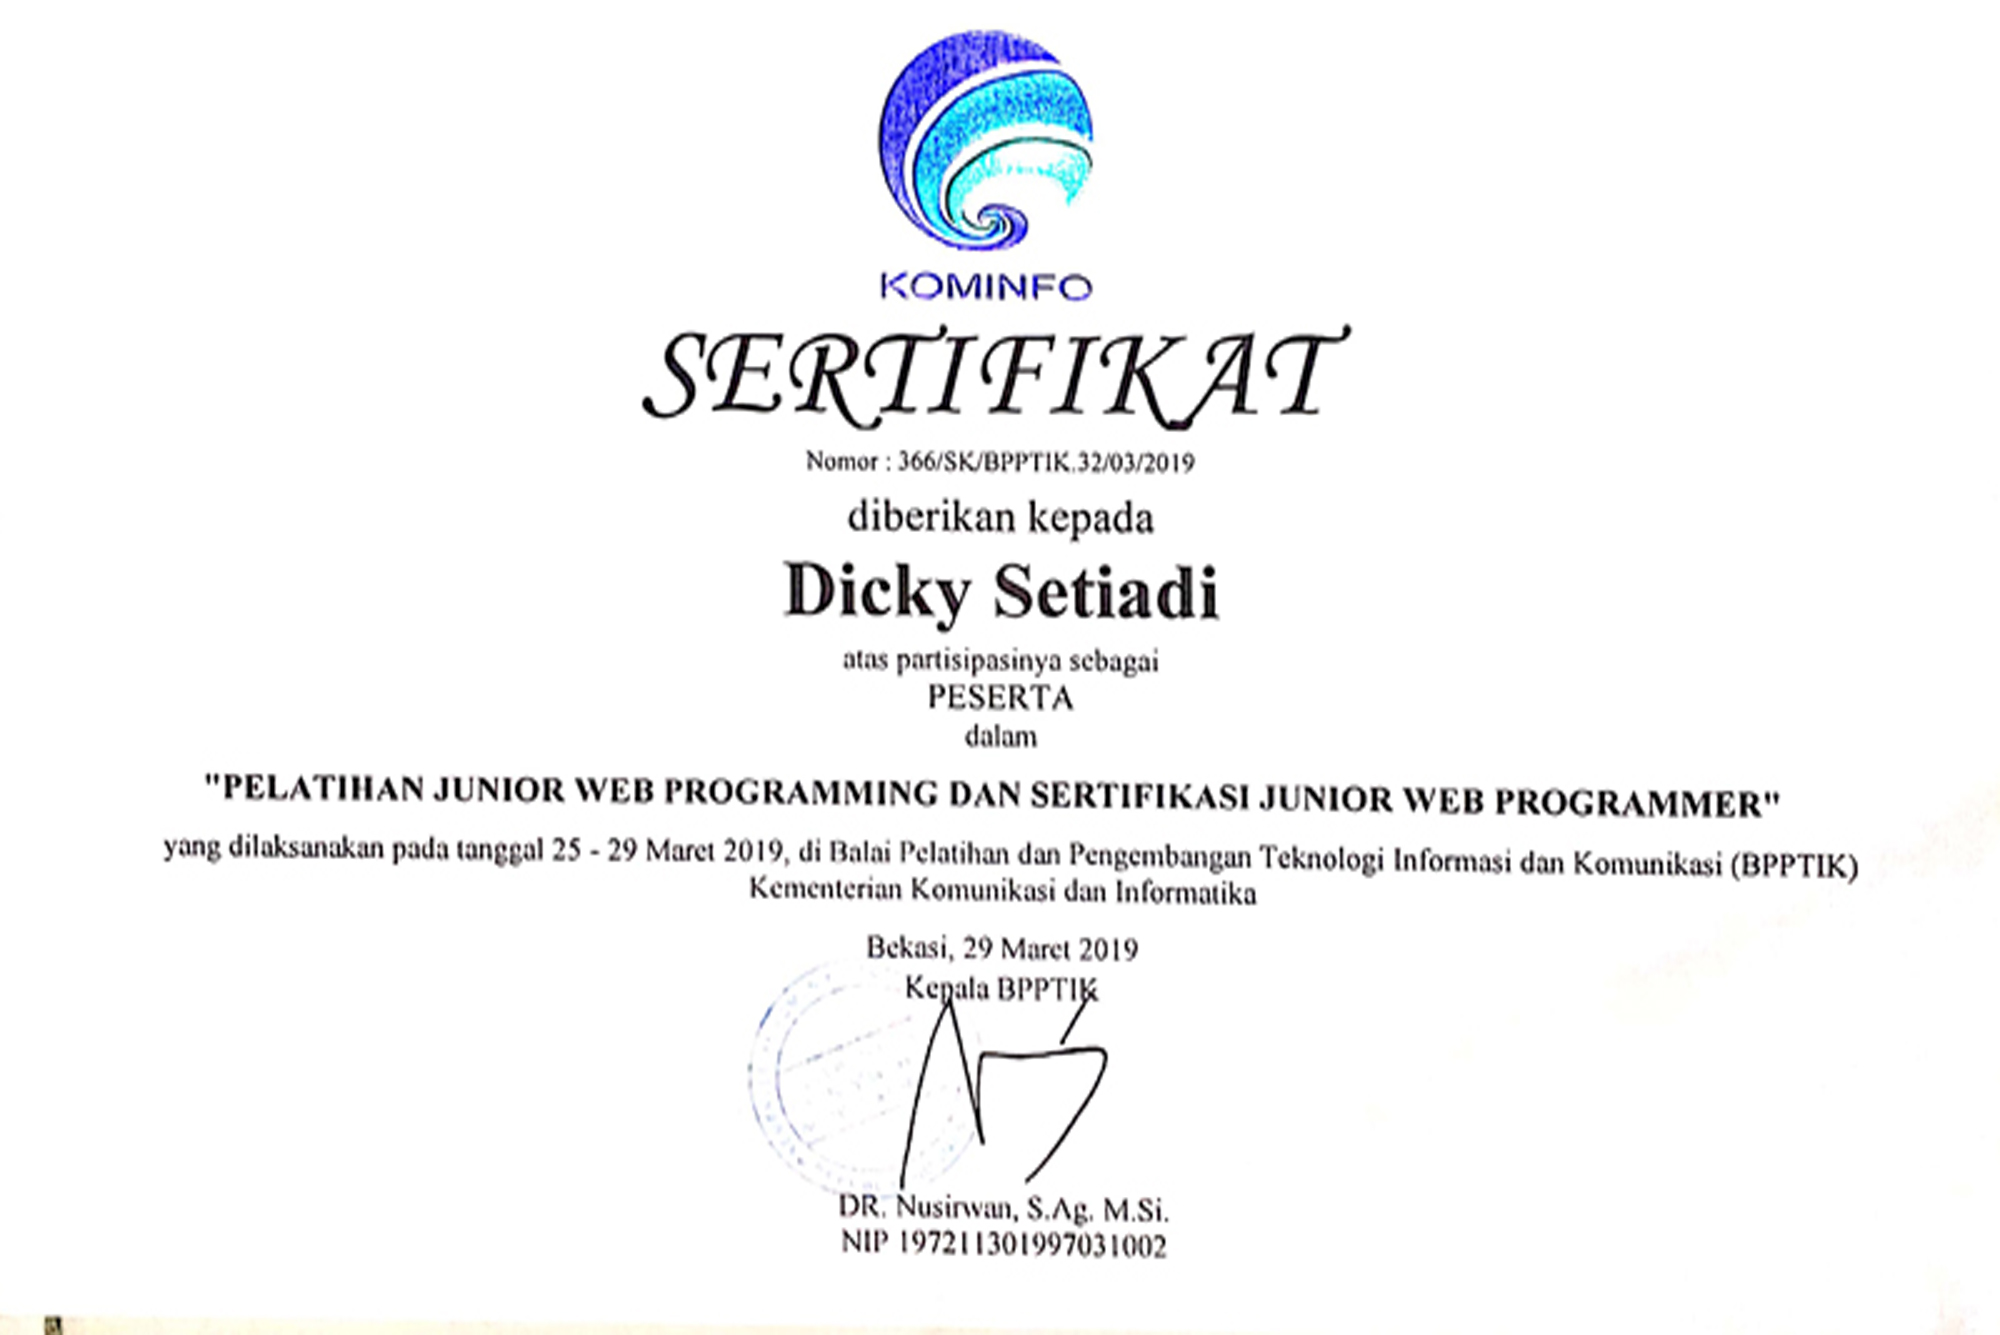 KOMINFO
SERTIFIKAT
Nomor : 366/SK/BPPTIK.32/03/2019
diberikan kepada
Dicky Setiadi
atas partisipasinya sebagai
PESERTA
dalam
"PELATIHAN JUNIOR WEB PROGRAMMING DAN SERTIFIKASI JUNIOR WEB PROGRAMMER"
yang dilaksanakan pada tanggal 25 - 29 Maret 2019, di Balai Pelatihan dan Pengembangan Teknologi Informasi dan Komunikasi (BPPTIK)
Kementerian Komunikasi dan Informatika
Bekasi, 29 Maret 2019
Kepala BPPTIK
DR. Nusirwan, S.Ag. M.Si.
NIP 197211301997031002